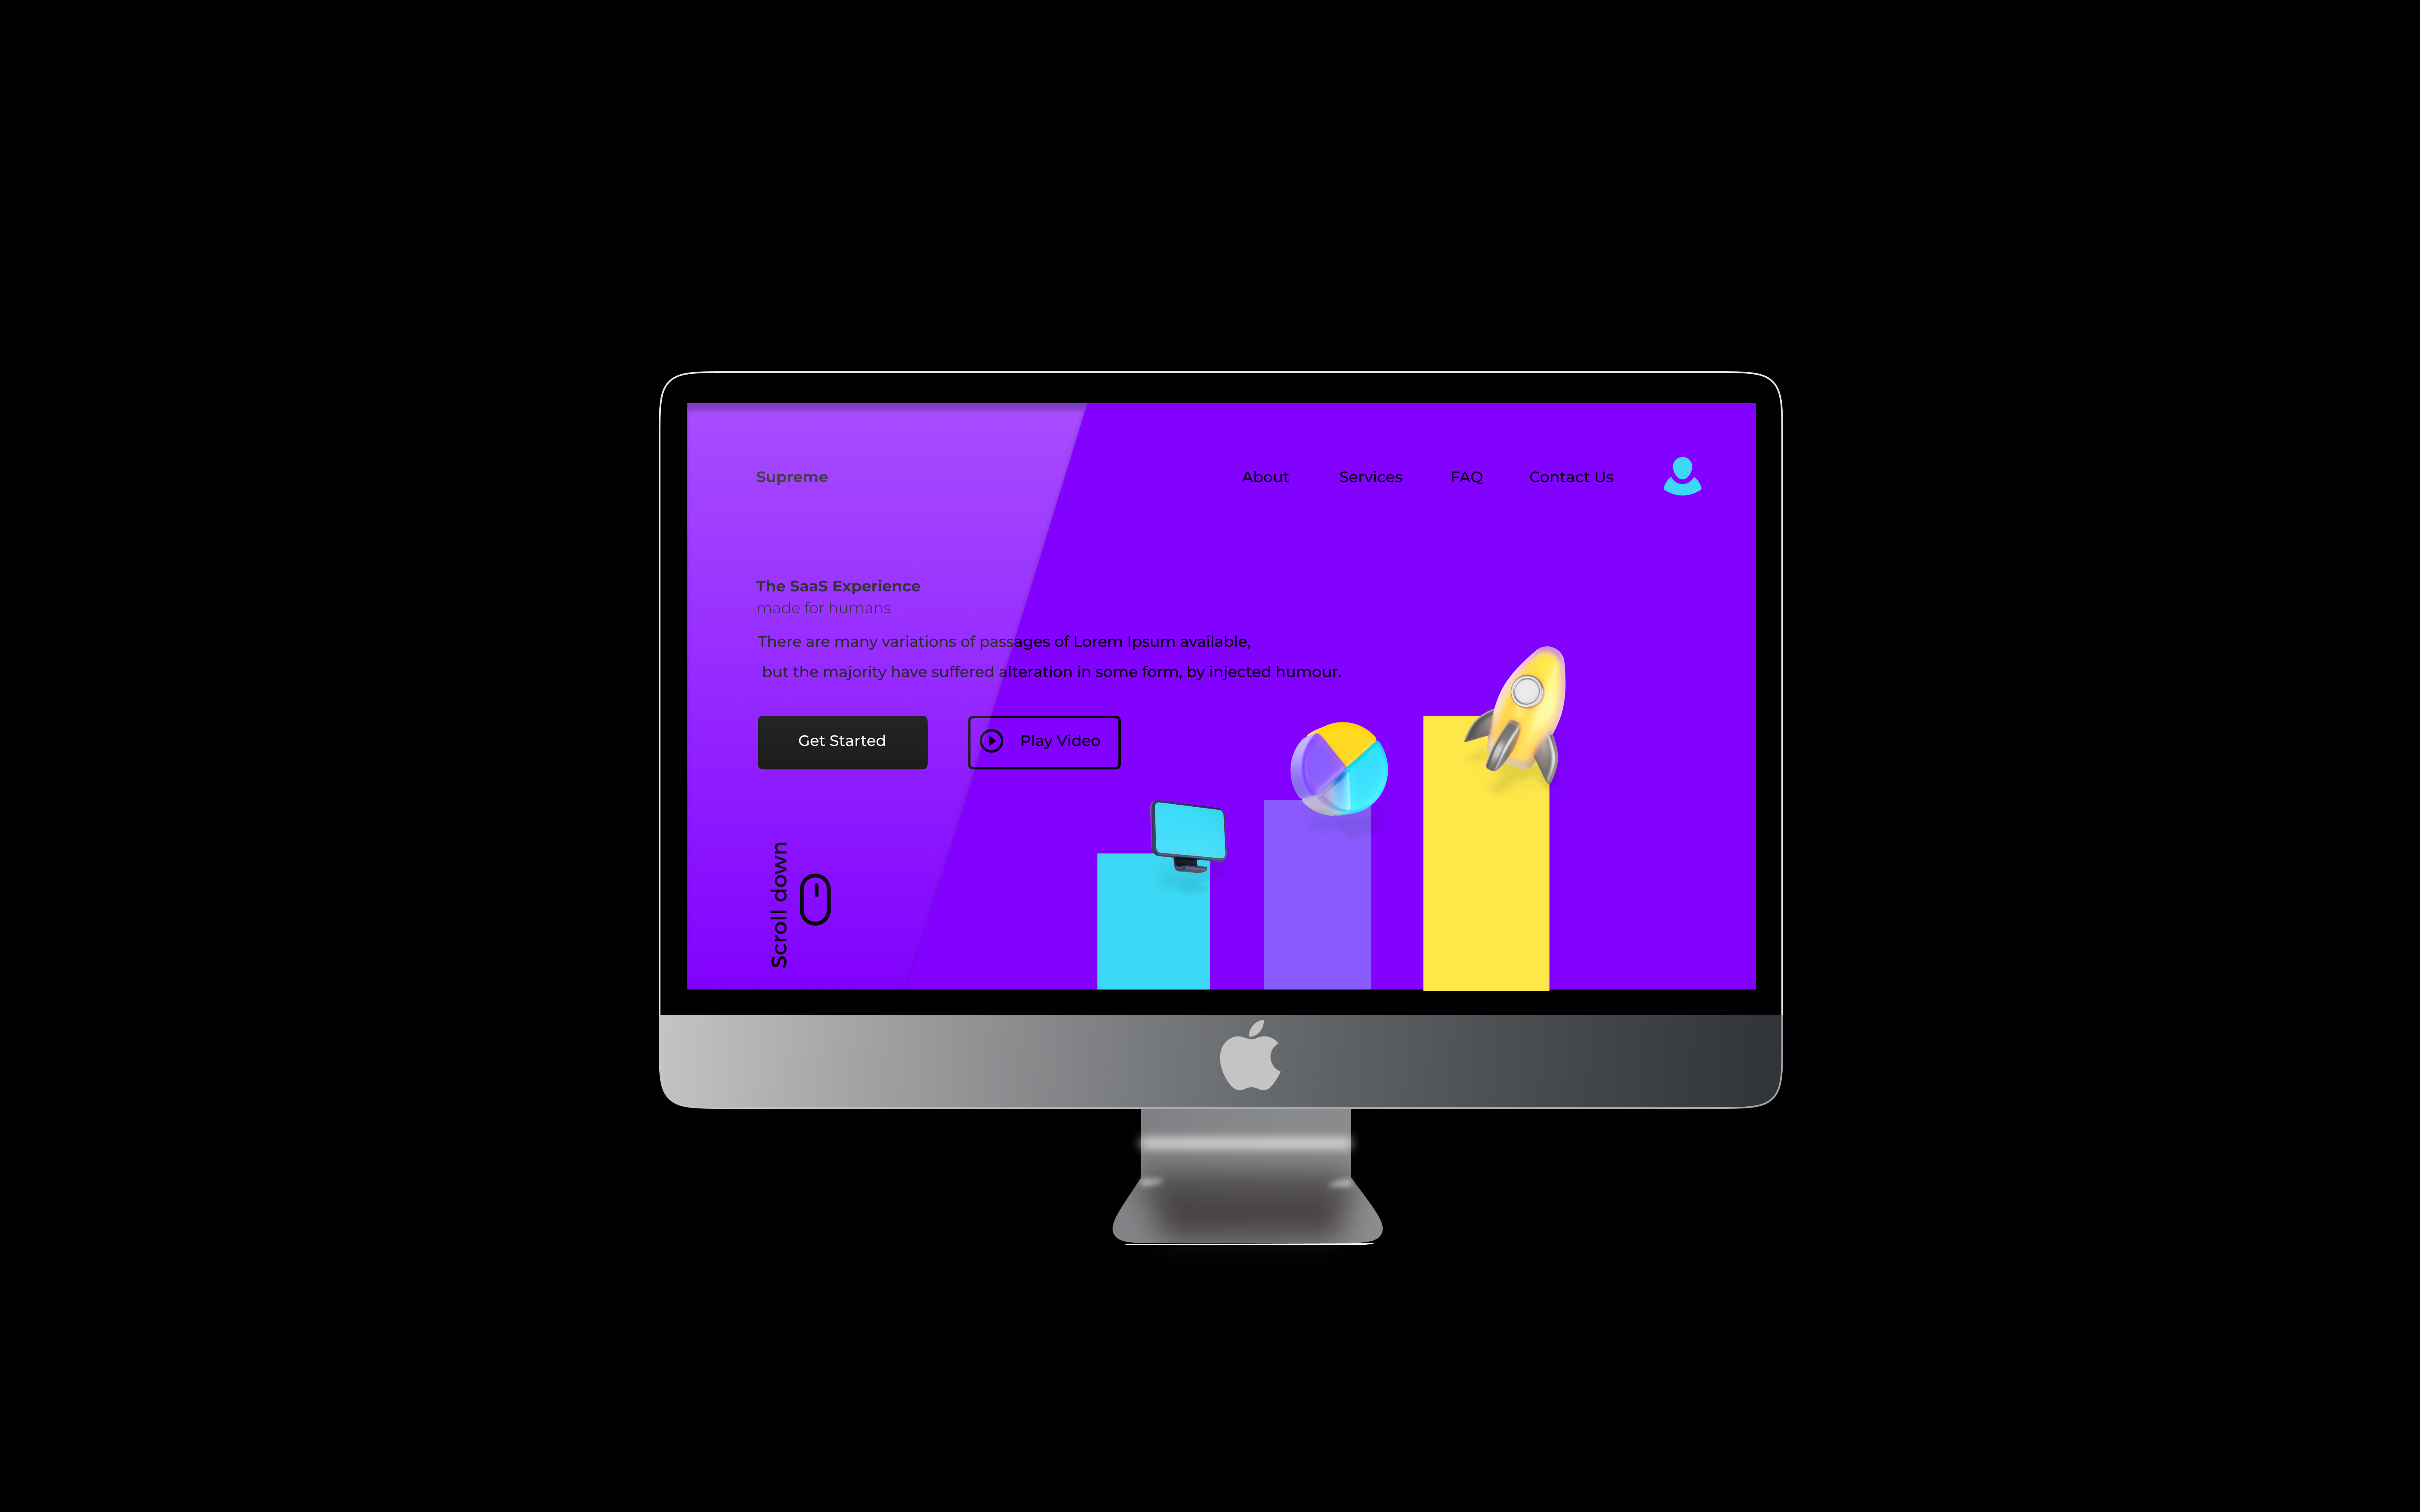 Supreme
About
Services
FAQ
Contact Us
The SaaS Experience
made for humans
There are many variations of passages of Lorem Ipsum available,
but the majority have suffered alteration in some form, by injected humour.
Get Started
Play Video
Scroll down